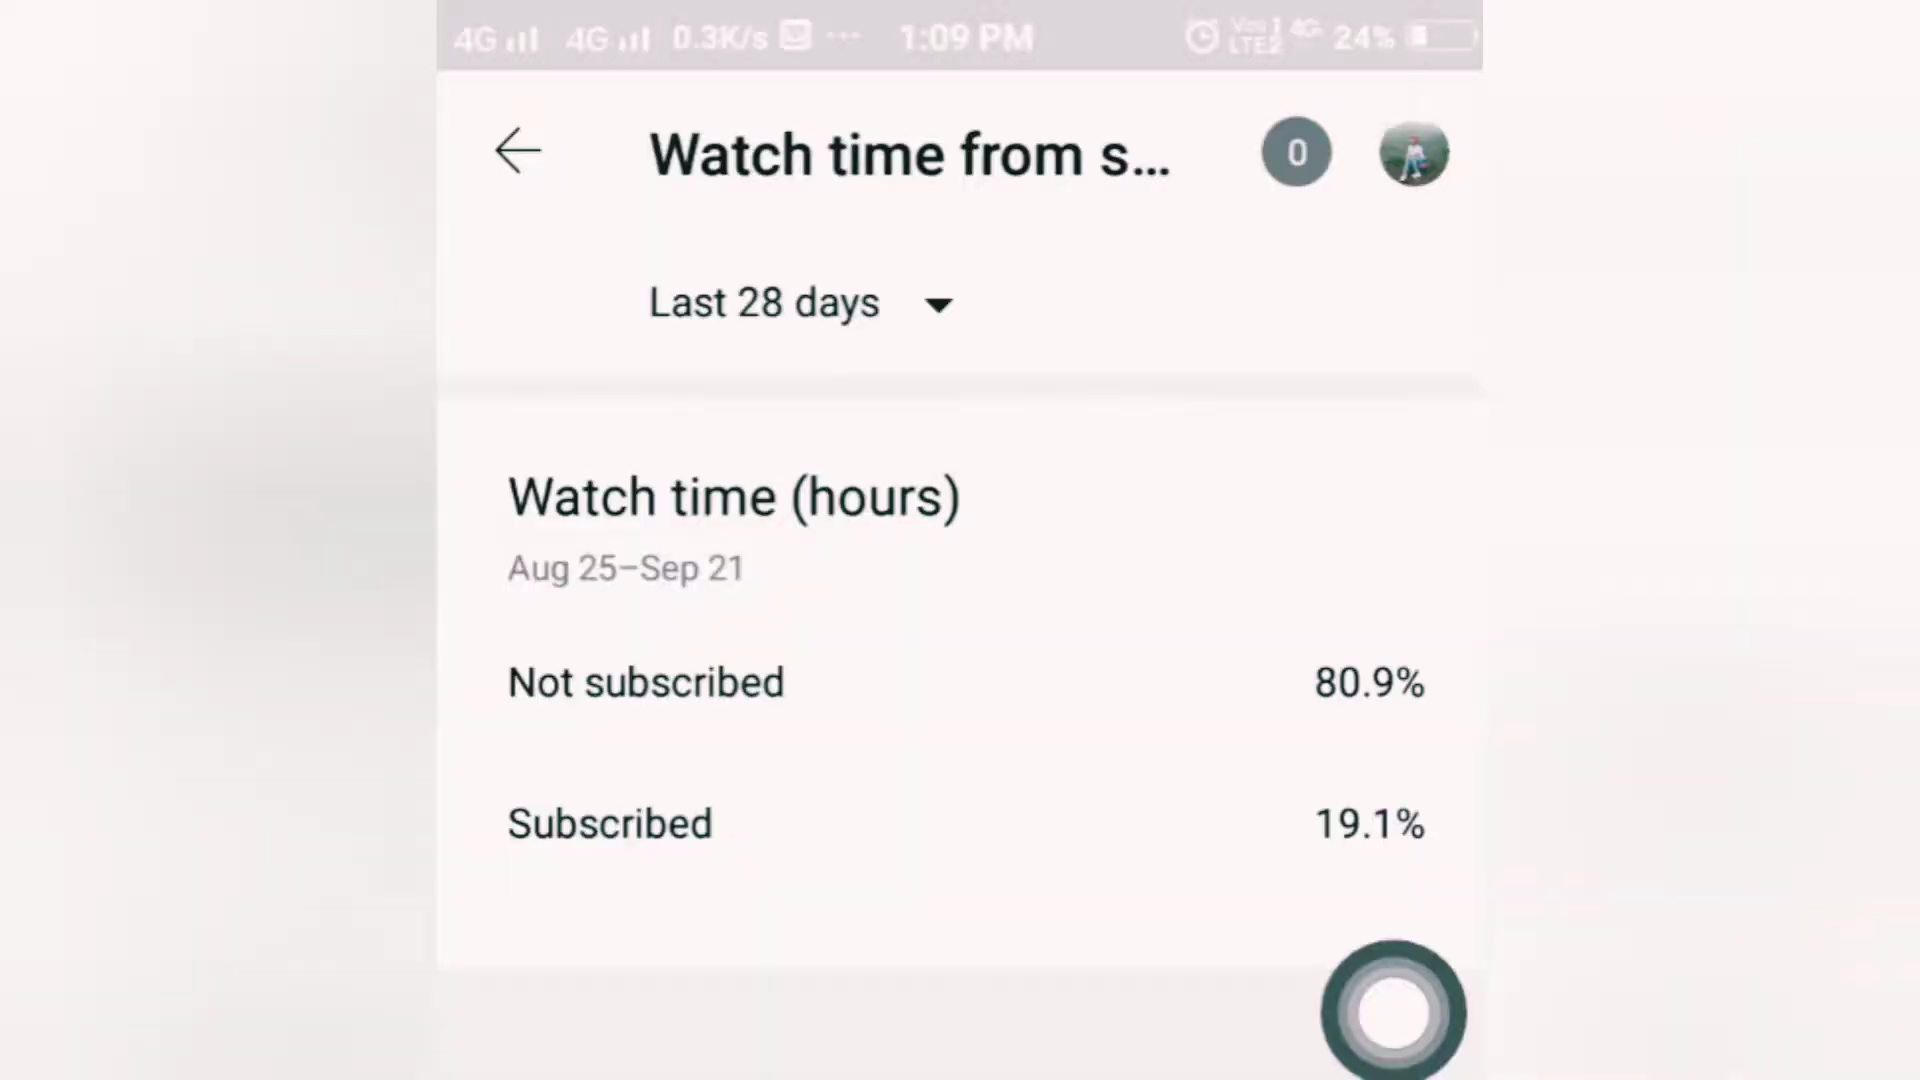 4G 4G 0.3K/s ... 1:09 PM 4G 24%
Watch time from s... 0
Last 28 days
Watch time (hours)
Aug 25–Sep 21
Not subscribed 80.9%
Subscribed 19.1%